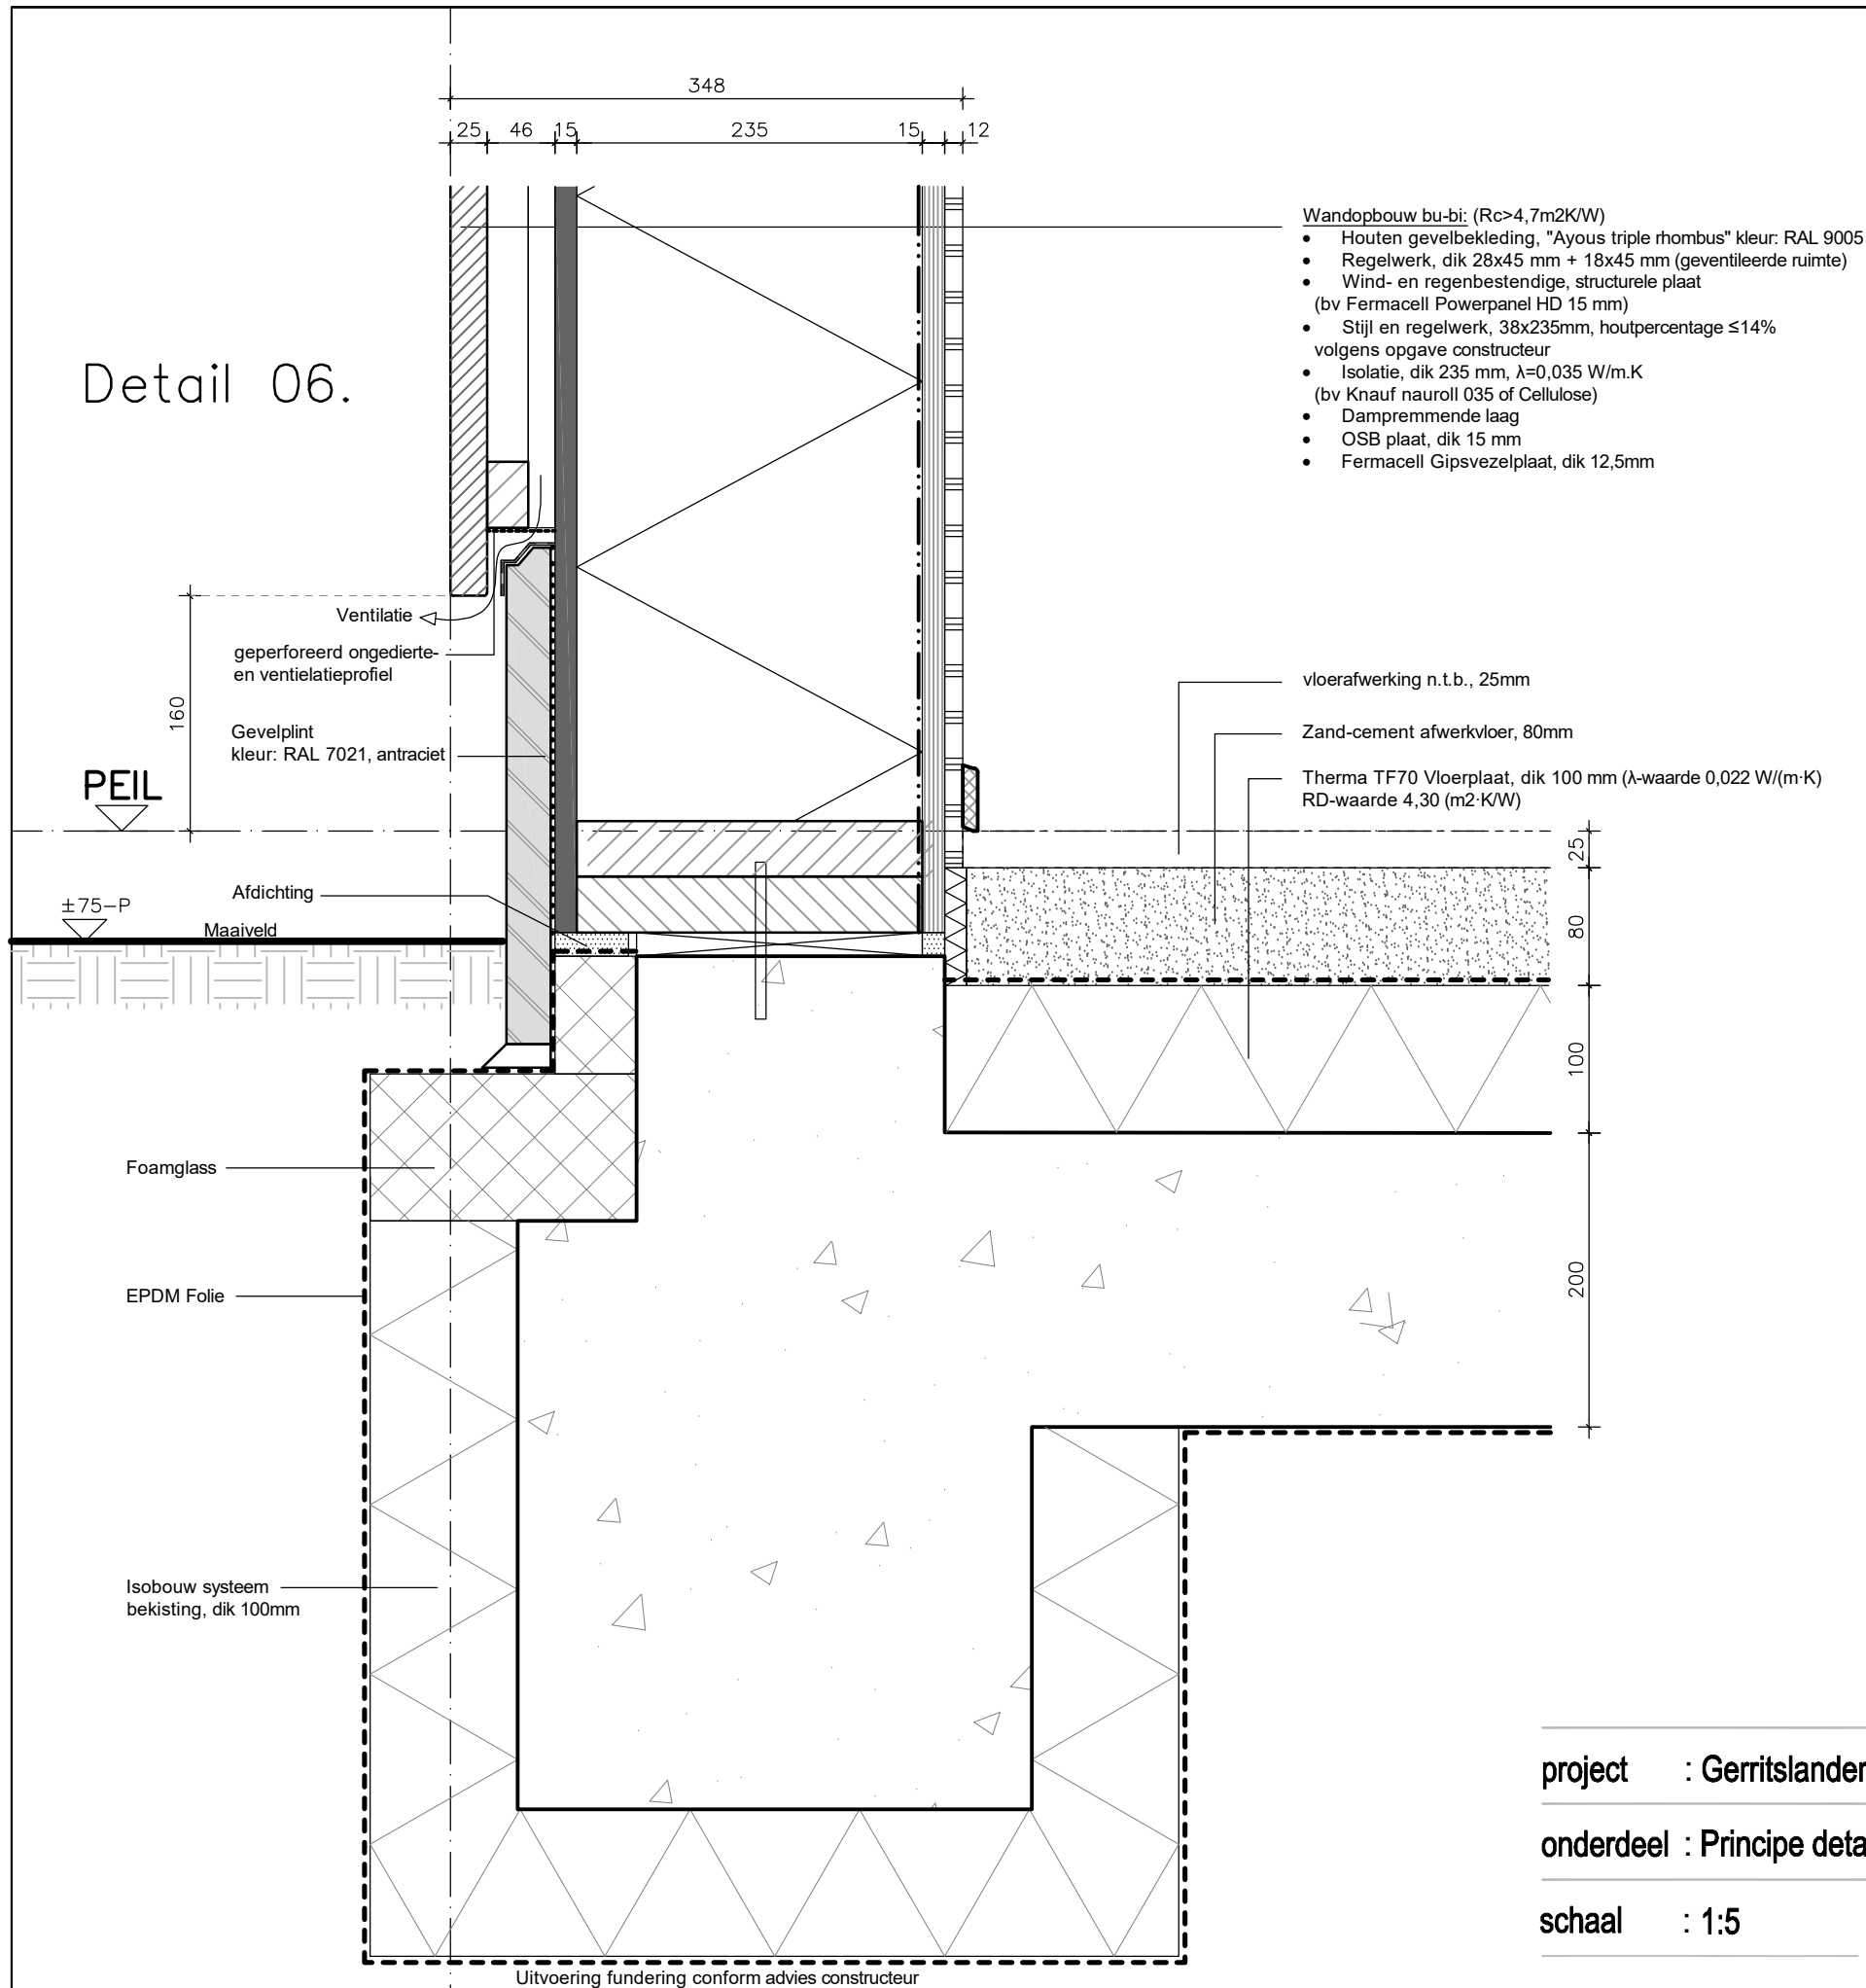 348
25 46 15 235 15 12
Detail 06.
Wandopbouw bu-bi: (Rc>4,7m2K/W)
• Houten gevelbekleding, "Ayous triple rhombus" kleur: RAL 9005
• Regelwerk, dik 28x45 mm + 18x45 mm (geventileerde ruimte)
• Wind- en regenbestendige, structurele plaat
(bv Fermacell Powerpanel HD 15 mm)
• Stijl en regelwerk, 38x235mm, houtpercentage ≤14%
volgens opgave constructeur
• Isolatie, dik 235 mm, λ=0,035 W/m.K
(bv Knauf nauroll 035 of Cellulose)
• Dampremmende laag
• OSB plaat, dik 15 mm
• Fermacell Gipsvezelplaat, dik 12,5mm
Ventilatie
geperforeerd ongedierte-
en ventielatieprofiel
160
Gevelplint
kleur: RAL 7021, antraciet
PEIL
vloerafwerking n.t.b., 25mm
Zand-cement afwerkvloer, 80mm
Therma TF70 Vloerplaat, dik 100 mm (λ-waarde 0,022 W/(m·K)
RD-waarde 4,30 (m2·K/W)
25
80
100
200
Afdichting
±75-P
Maaiveld
Foamglass
EPDM Folie
Isobouw systeem
bekisting, dik 100mm
Uitvoering fundering conform advies constructeur
project : Gerritslander
onderdeel : Principe deta
schaal : 1:5